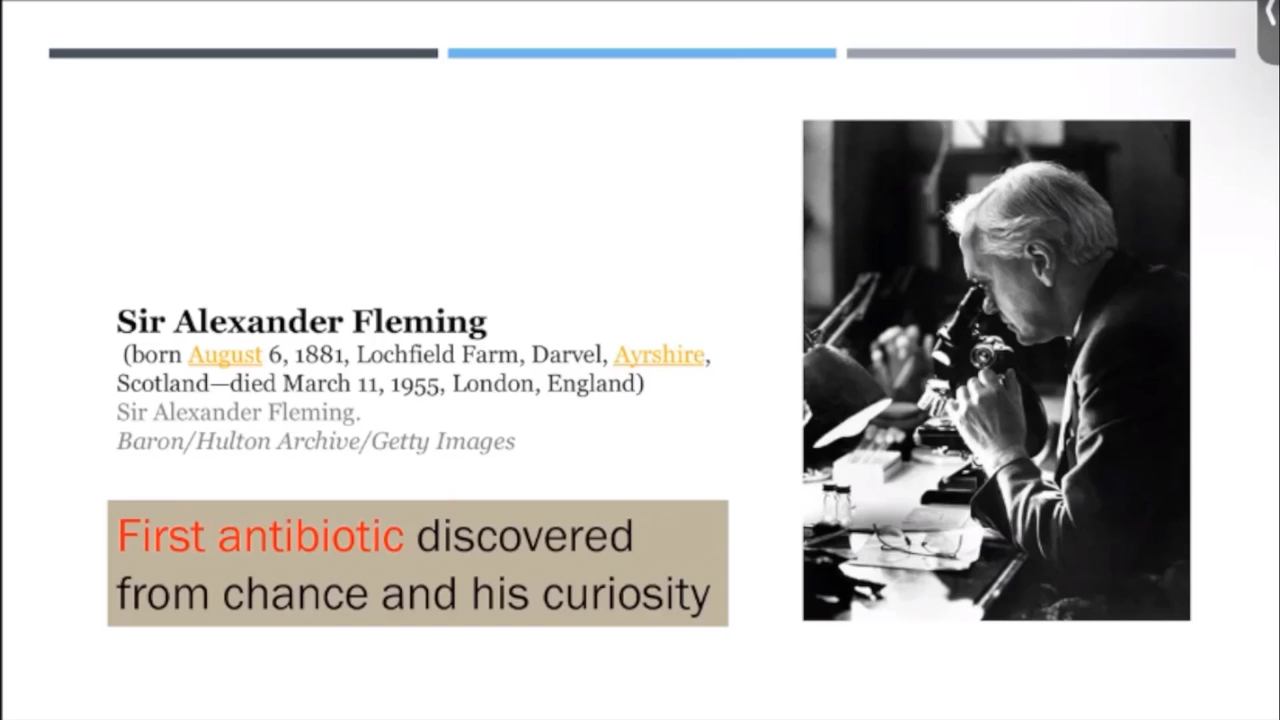 Sir Alexander Fleming
(born August 6, 1881, Lochfield Farm, Darvel, Ayrshire,
Scotland—died March 11, 1955, London, England)
Sir Alexander Fleming.
Baron/Hulton Archive/Getty Images
First antibiotic discovered
from chance and his curiosity